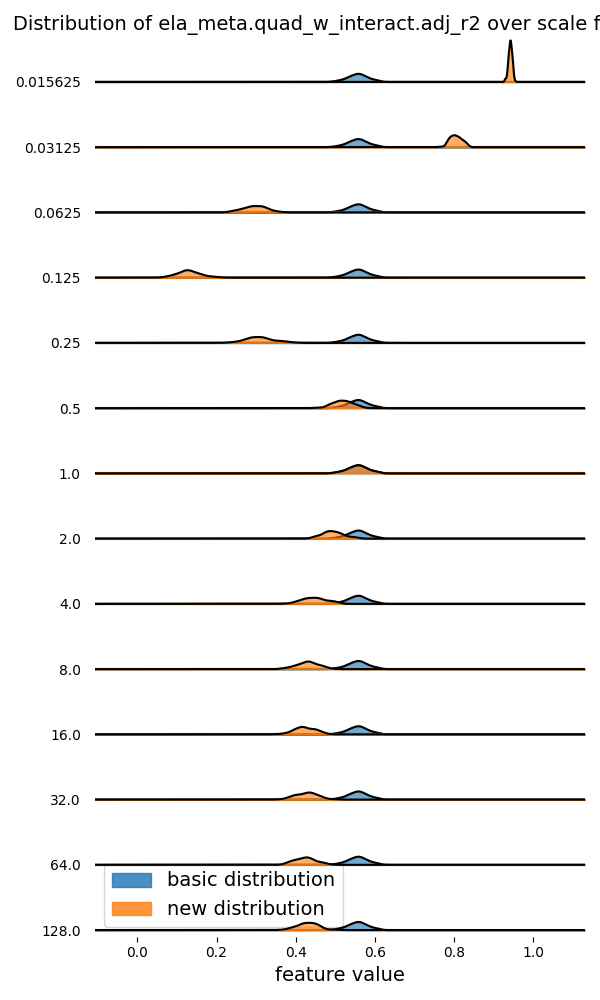 Distribution of ela_meta.quad_w_interact.adj_r2 over scale f
0.015625
0.03125
0.0625
0.125
0.25
0.5
1.0
2.0
4.0
8.0
16.0
32.0
64.0
basic distribution
new distribution
128.0
0.0 0.2 0.4 0.6 0.8 1.0
feature value